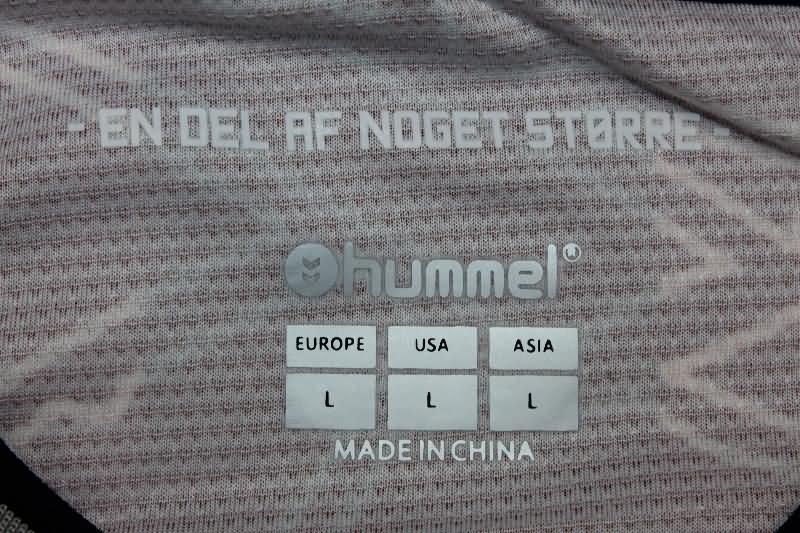 - EN DEL AF NOGET STØRRE -
hummel®
EUROPE USA ASIA
L L L
MADE IN CHINA